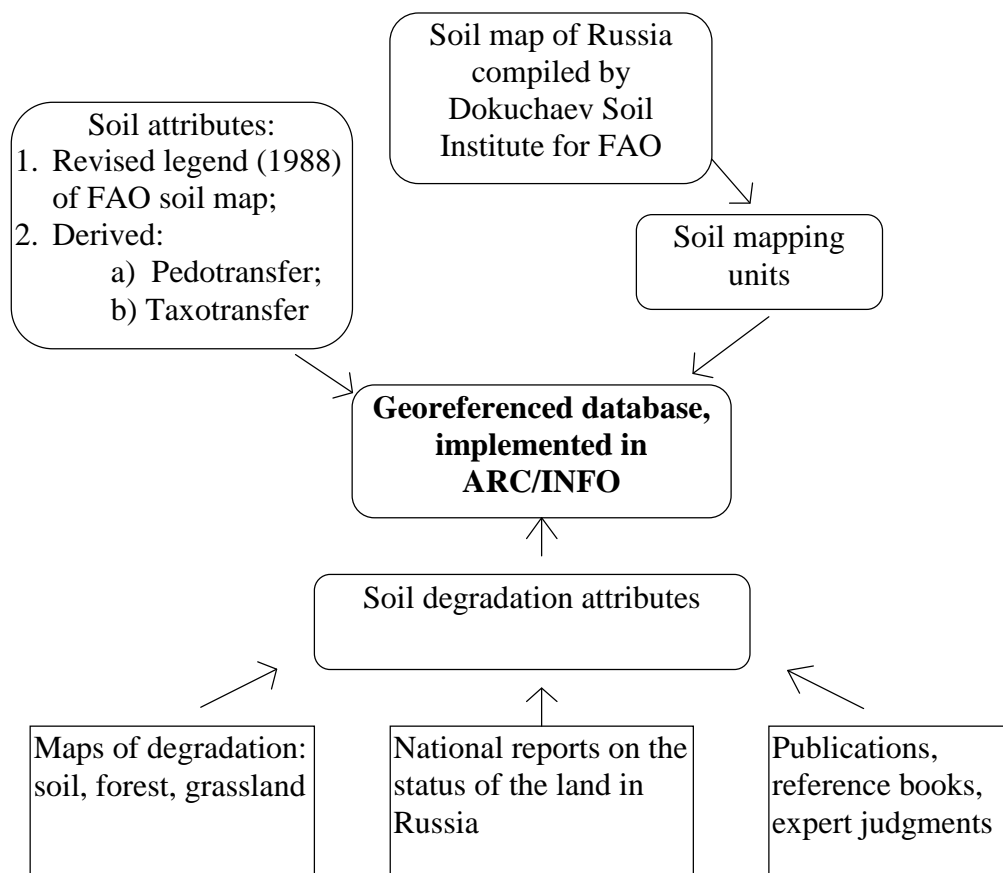 Soil map of Russia
compiled by
Dokuchaev Soil
Institute for FAO
Soil attributes:
1. Revised legend (1988)
of FAO soil map;
2. Derived:
a) Pedotransfer;
b) Taxotransfer
Soil mapping
units
Georeferenced database,
implemented in
ARC/INFO
Soil degradation attributes
Maps of degradation:
soil, forest, grassland
National reports on the
status of the land in
Russia
Publications,
reference books,
expert judgments